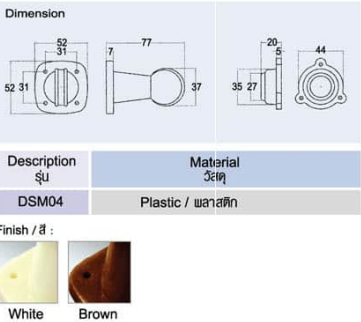 Dimension
52
31
7
77
20
5
44
52
31
37
35
27
Description
รุ่น
Material
วัสดุ
DSM04
Plastic / พลาสติก
Finish / สี :
White
Brown